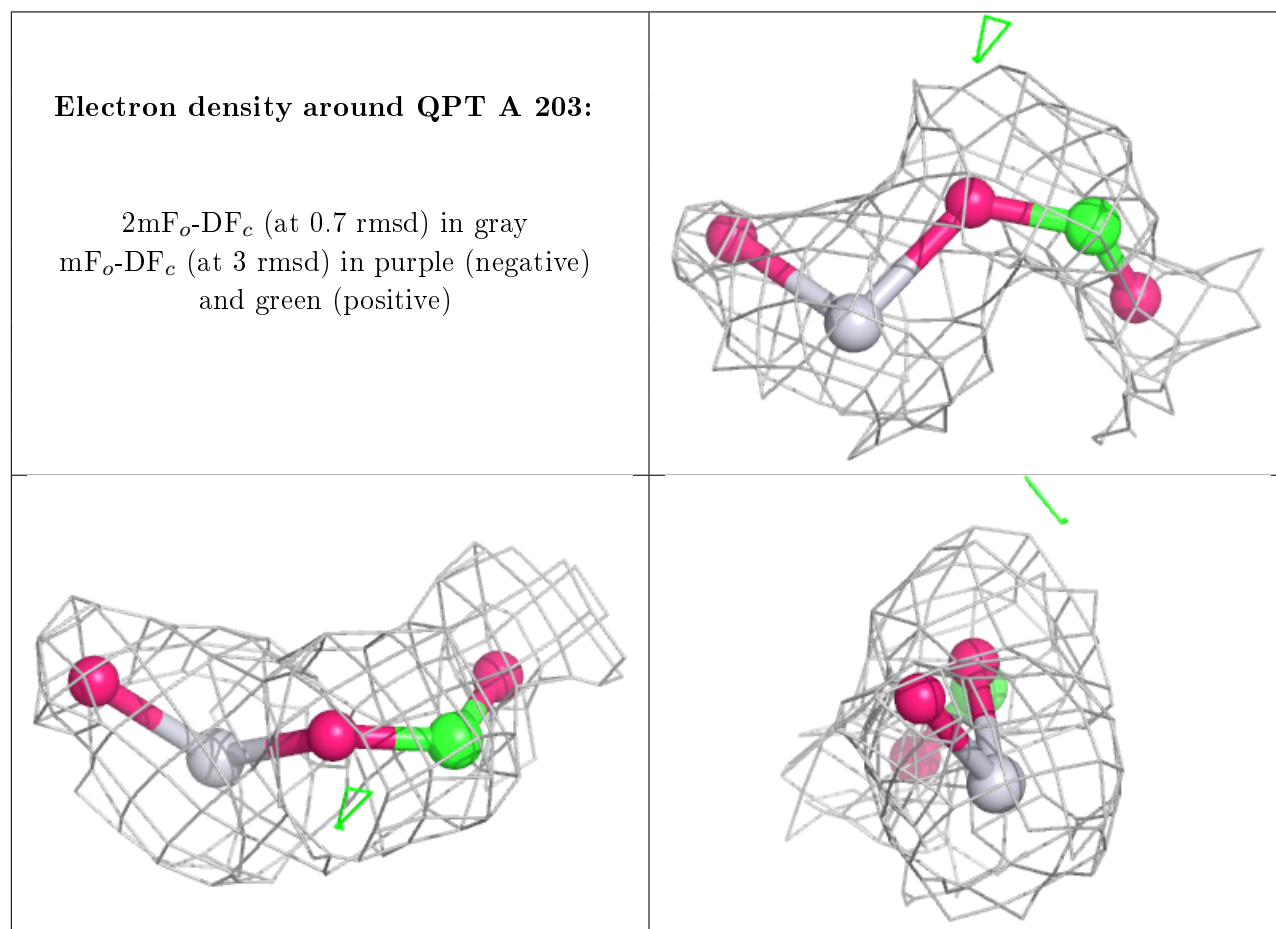 Electron density around QPT A 203:
2mFo-DFc (at 0.7 rmsd) in gray
mFo-DFc (at 3 rmsd) in purple (negative)
and green (positive)